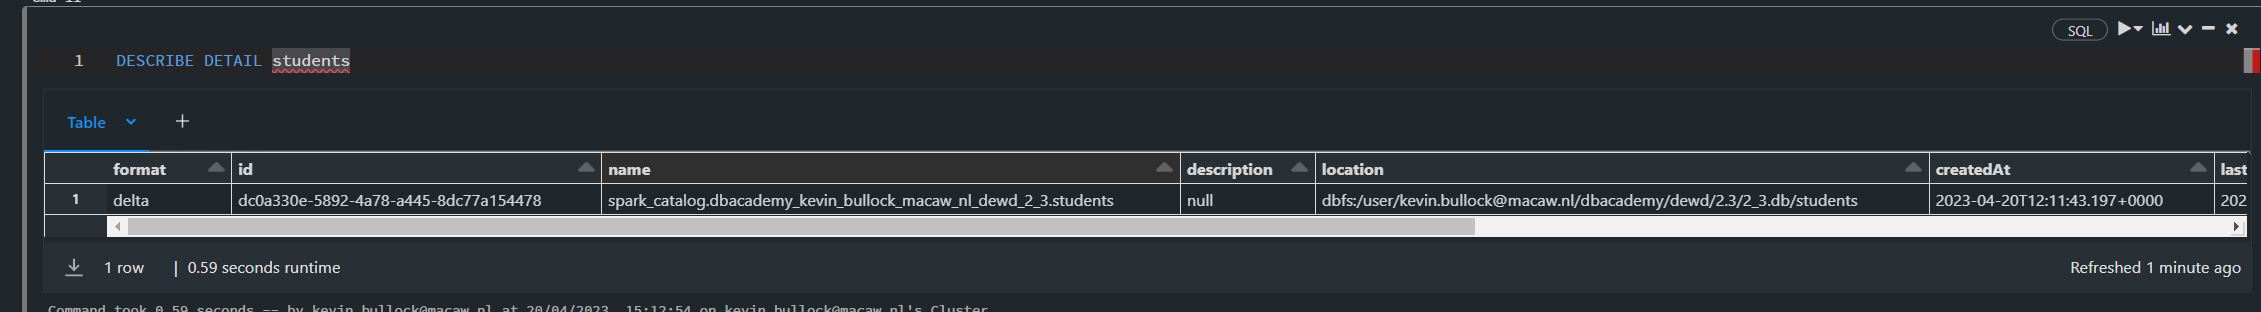 SQL
1 DESCRIBE DETAIL students
Table
format id name description location createdAt last
1 delta dc0a330e-5892-4a78-a445-8dc77a154478 spark_catalog.dbacademy_kevin_bullock_macaw_nl_dewd_2_3.students null dbfs:/user/kevin.bullock@macaw.nl/dbacademy/dewd/2.3/2_3.db/students 2023-04-20T12:11:43.197+0000 202
1 row | 0.59 seconds runtime Refreshed 1 minute ago
Command took 0.59 seconds -- by kevin.bullock@macaw.nl at 20/04/2023, 15:12:54 on kevin.bullock@macaw.nl's Cluster